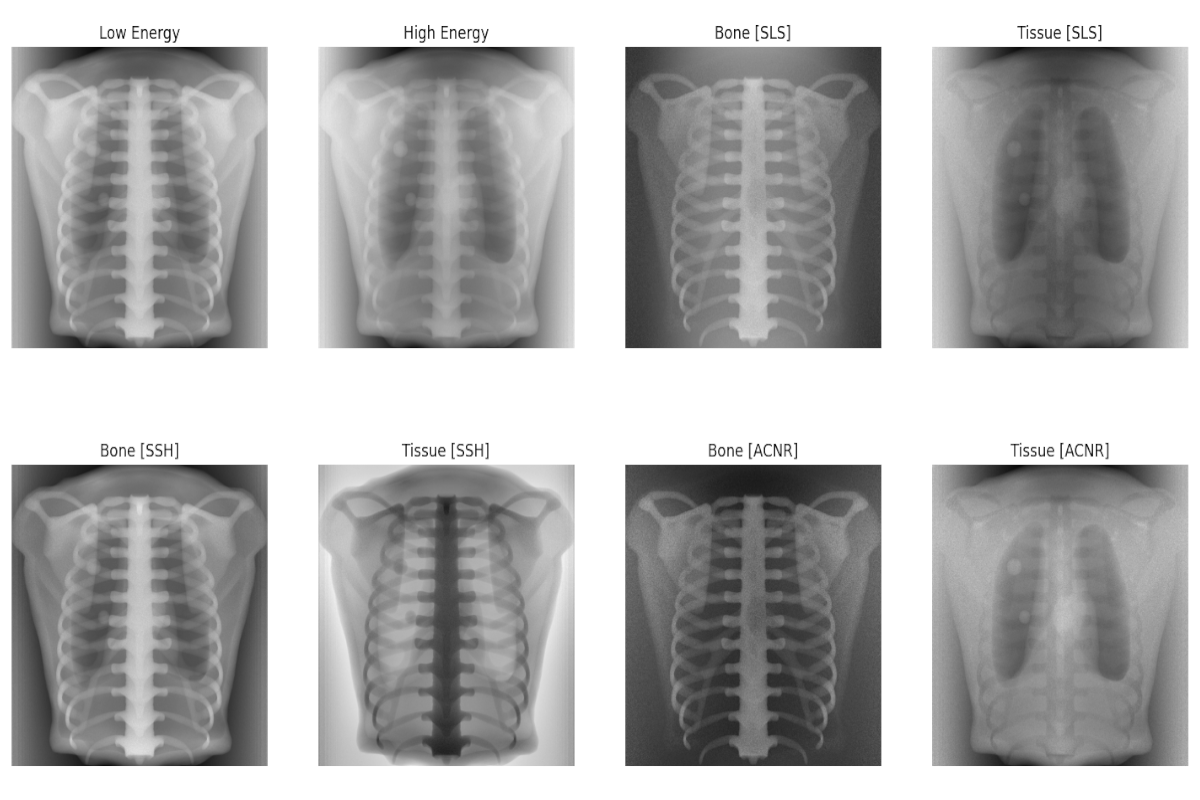 Low Energy
High Energy
Bone [SLS]
Tissue [SLS]
Bone [SSH]
Tissue [SSH]
Bone [ACNR]
Tissue [ACNR]